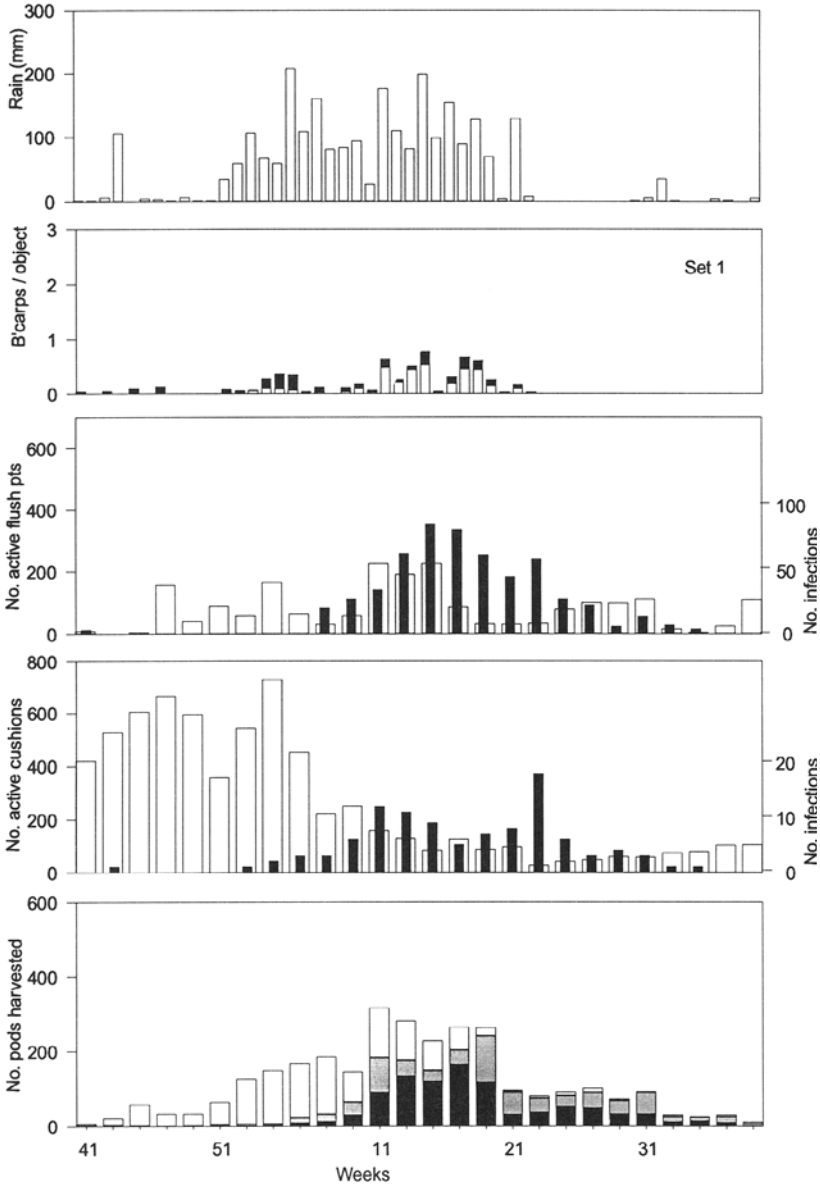 300
200
100
0
Rain (mm)
3
2
1
0
B'carps / object
Set 1
600
400
200
0
No. active flush pts
100
50
0
No. infections
800
600
400
200
0
No. active cushions
20
10
0
No. infections
600
400
200
0
No. pods harvested
41 51 11 21 31
Weeks